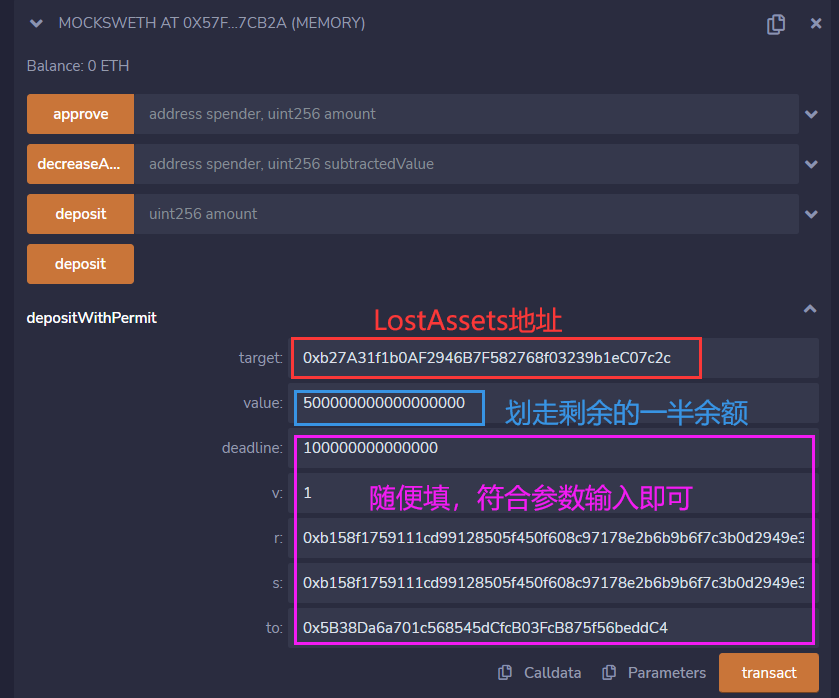 MOCKSWETH AT 0X57F...7CB2A (MEMORY)
Balance: 0 ETH
approve address spender, uint256 amount
decreaseA... address spender, uint256 subtractedValue
deposit uint256 amount
deposit
depositWithPermit
LostAssets地址
target: 0xb27A31f1b0AF2946B7F582768f03239b1eC07c2c
value: 500000000000000000 划走剩余的一半余额
deadline: 100000000000000
v: 1 随便填，符合参数输入即可
r: 0xb158f1759111cd99128505f450f608c97178e2b6b9b6f7c3b0d2949e3
s: 0xb158f1759111cd99128505f450f608c97178e2b6b9b6f7c3b0d2949e3
to: 0x5B38Da6a701c568545dCfcB03FcB875f56beddC4
Calldata Parameters transact